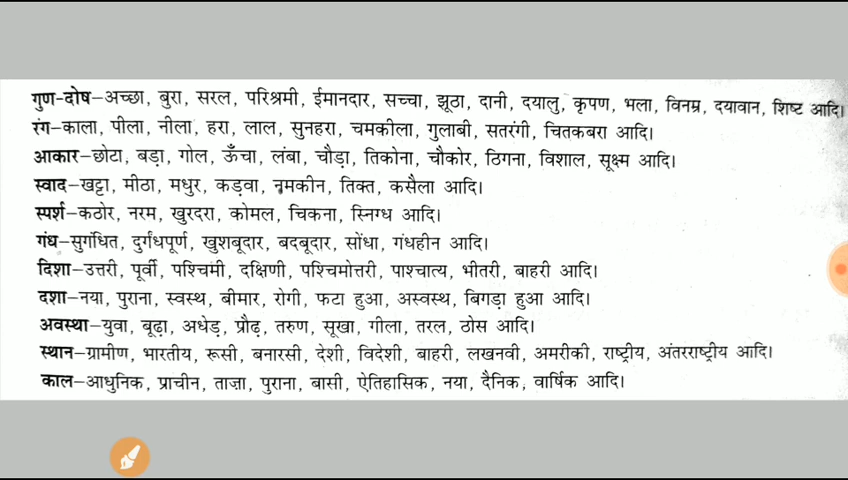 गुण-दोष–अच्छा, बुरा, सरल, परिश्रमी, ईमानदार, सच्चा, झूठा, दानी, दयालु, कृपण, भला, विनम्र, दयावान, शिष्ट आदि।
रंग–काला, पीला, नीला, हरा, लाल, सुनहरा, चमकीला, गुलाबी, सतरंगी, चितकबरा आदि।
आकार–छोटा, बड़ा, गोल, ऊँचा, लंबा, चौड़ा, तिकोना, चौकोर, ठिगना, विशाल, सूक्ष्म आदि।
स्वाद–खट्टा, मीठा, मधुर, कड़वा, नमकीन, तिक्त, कसैला आदि।
स्पर्श–कठोर, नरम, खुरदरा, कोमल, चिकना, स्निग्ध आदि।
गंध–सुगंधित, दुर्गंधपूर्ण, खुशबूदार, बदबूदार, सोंधा, गंधहीन आदि।
दिशा–उत्तरी, पूर्वी, पश्चिमी, दक्षिणी, पश्चिमोत्तरी, पाश्चात्य, भीतरी, बाहरी आदि।
दशा–नया, पुराना, स्वस्थ, बीमार, रोगी, फटा हुआ, अस्वस्थ, बिगड़ा हुआ आदि।
अवस्था–युवा, बूढ़ा, अधेड़, प्रौढ़, तरुण, सूखा, गीला, तरल, ठोस आदि।
स्थान–ग्रामीण, भारतीय, रूसी, बनारसी, देशी, विदेशी, बाहरी, लखनवी, अमरीकी, राष्ट्रीय, अंतरराष्ट्रीय आदि।
काल–आधुनिक, प्राचीन, ताज़ा, पुराना, बासी, ऐतिहासिक, नया, दैनिक, वार्षिक आदि।